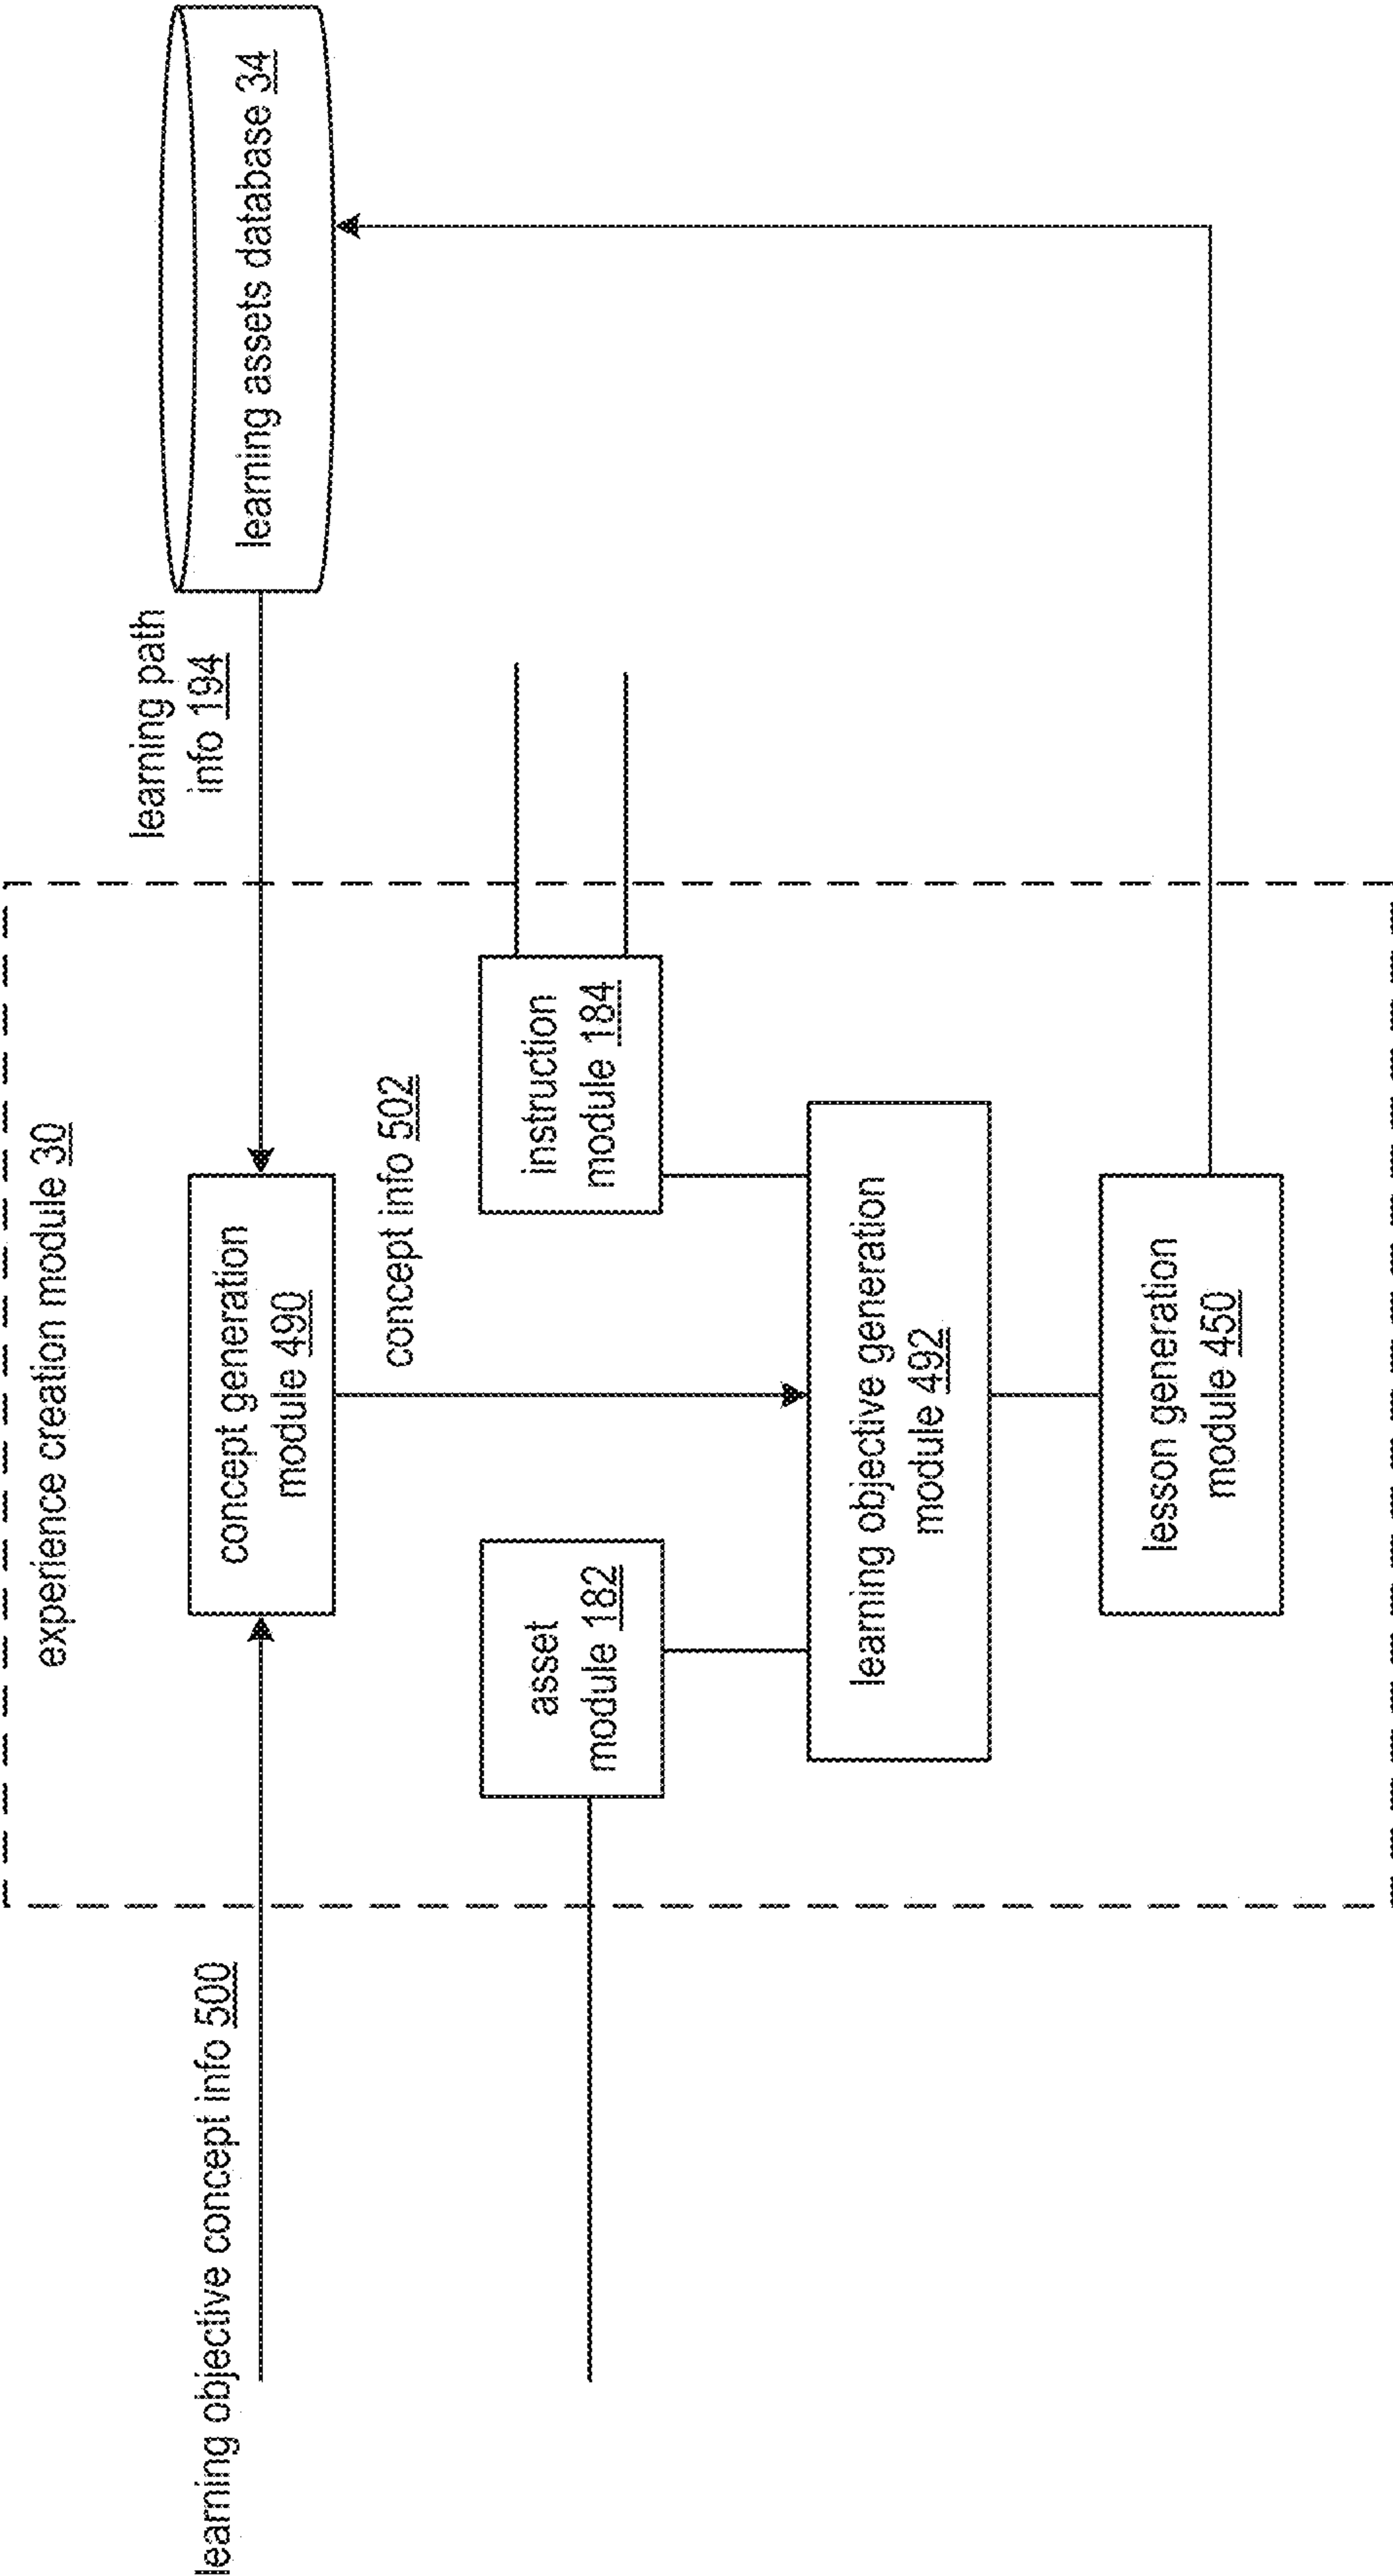 experience creation module 30
learning objective concept info 500
concept generation
module 490
learning path
info 194
learning assets database 34
concept info 502
asset
module 182
instruction
module 184
learning objective generation
module 492
lesson generation
module 450